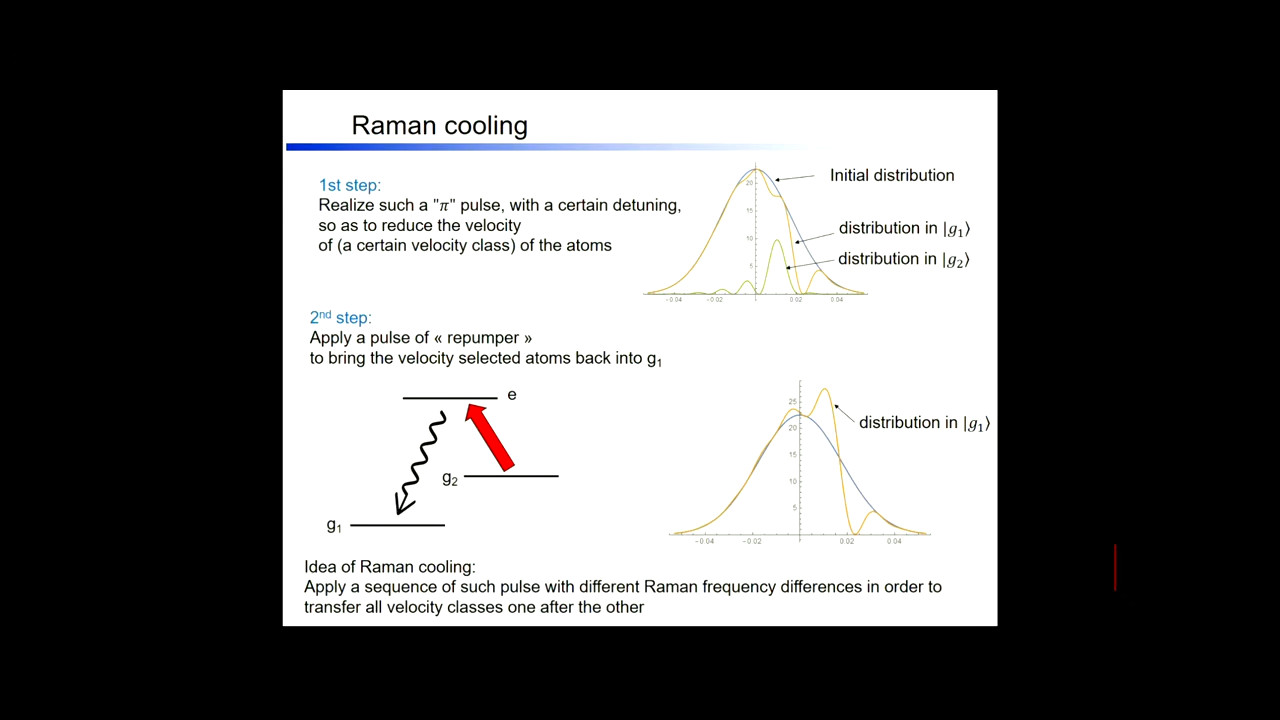 Raman cooling
1st step:
Realize such a "π" pulse, with a certain detuning,
so as to reduce the velocity
of (a certain velocity class) of the atoms
Initial distribution
distribution in |g₁⟩
distribution in |g₂⟩
20
15
10
5
-0.04 -0.02 0.02 0.04
2nd step:
Apply a pulse of « repumper »
to bring the velocity selected atoms back into g₁
e
g₂
g₁
distribution in |g₁⟩
25
20
15
10
5
-0.04 -0.02 0.02 0.04
Idea of Raman cooling:
Apply a sequence of such pulse with different Raman frequency differences in order to
transfer all velocity classes one after the other